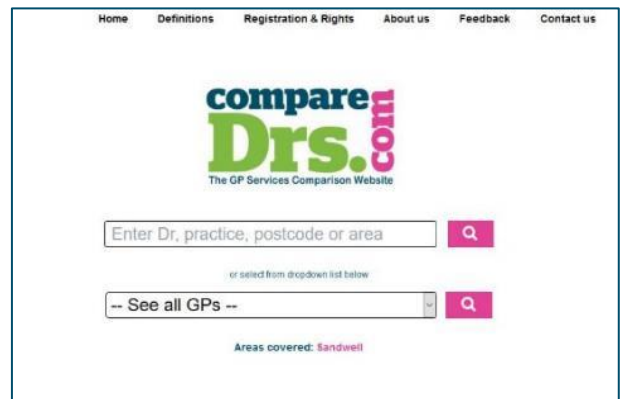 Home Definitions Registration & Rights About us Feedback Contact us
compare
Drs.com
The GP Services Comparison Website
Enter Dr, practice, postcode or area
or select from dropdown list below
-- See all GPs --
Areas covered: Sandwell